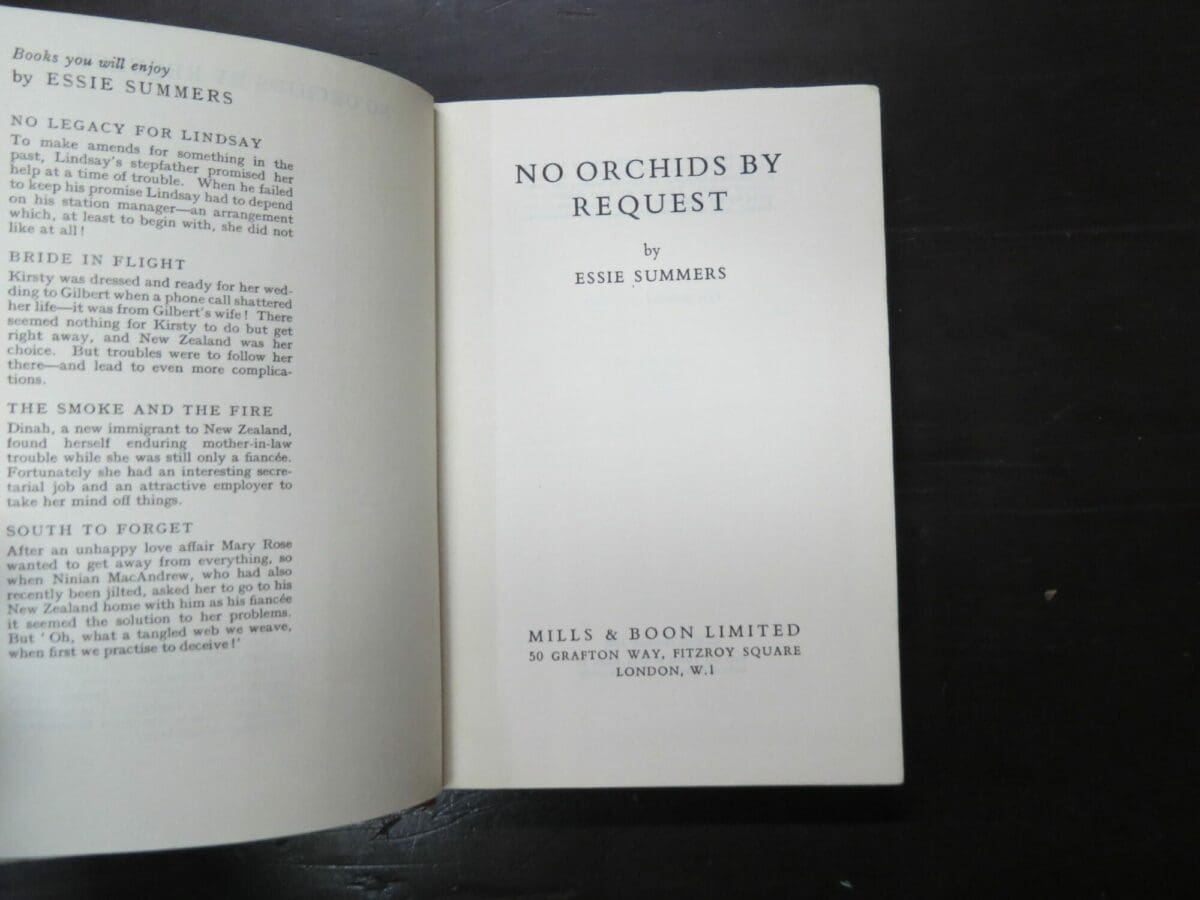 Books you will enjoy
by ESSIE SUMMERS
NO LEGACY FOR LINDSAY
To make amends for something in the
past, Lindsay's stepfather promised her
help at a time of trouble. When he failed
to keep his promise Lindsay had to depend
on his station manager—an arrangement
which, at least to begin with, she did not
like at all!
BRIDE IN FLIGHT
Kirsty was dressed and ready for her wed-
ding to Gilbert when a phone call shattered
her life—it was from Gilbert's wife! There
seemed nothing for Kirsty to do but get
right away, and New Zealand was her
choice. But troubles were to follow her
there—and lead to even more complica-
tions.
THE SMOKE AND THE FIRE
Dinah, a new immigrant to New Zealand,
found herself enduring mother-in-law
trouble while she was still only a fiancée.
Fortunately she had an interesting secre-
tarial job and an attractive employer to
take her mind off things.
SOUTH TO FORGET
After an unhappy love affair Mary Rose
wanted to get away from everything, so
when Ninian MacAndrew, who had also
recently been jilted, asked her to go to his
New Zealand home with him as his fiancée
it seemed the solution to her problems.
But ' Oh, what a tangled web we weave,
when first we practise to deceive!'
NO ORCHIDS BY
REQUEST
by
ESSIE SUMMERS
MILLS & BOON LIMITED
50 GRAFTON WAY, FITZROY SQUARE
LONDON, W.1